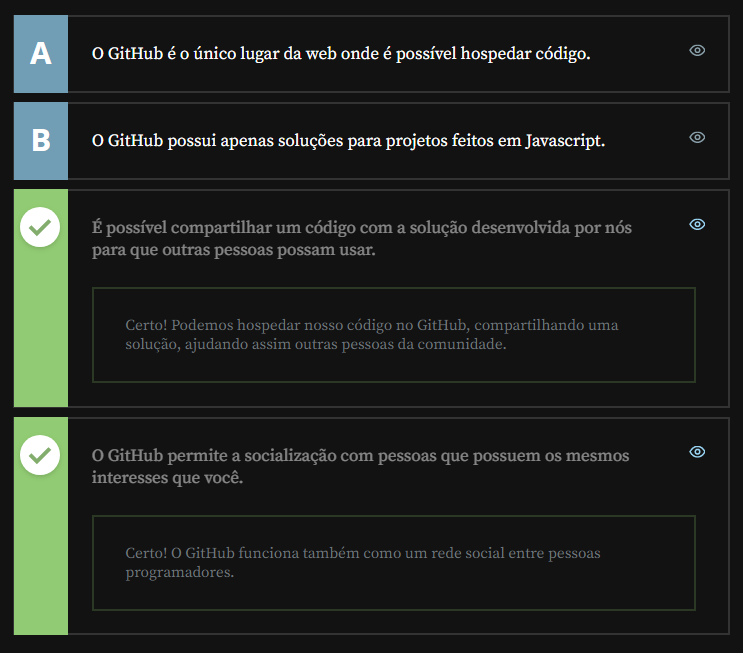 A
O GitHub é o único lugar da web onde é possível hospedar código.
B
O GitHub possui apenas soluções para projetos feitos em Javascript.
É possível compartilhar um código com a solução desenvolvida por nós
para que outras pessoas possam usar.
Certo! Podemos hospedar nosso código no GitHub, compartilhando uma
solução, ajudando assim outras pessoas da comunidade.
O GitHub permite a socialização com pessoas que possuem os mesmos
interesses que você.
Certo! O GitHub funciona também como um rede social entre pessoas
programadores.